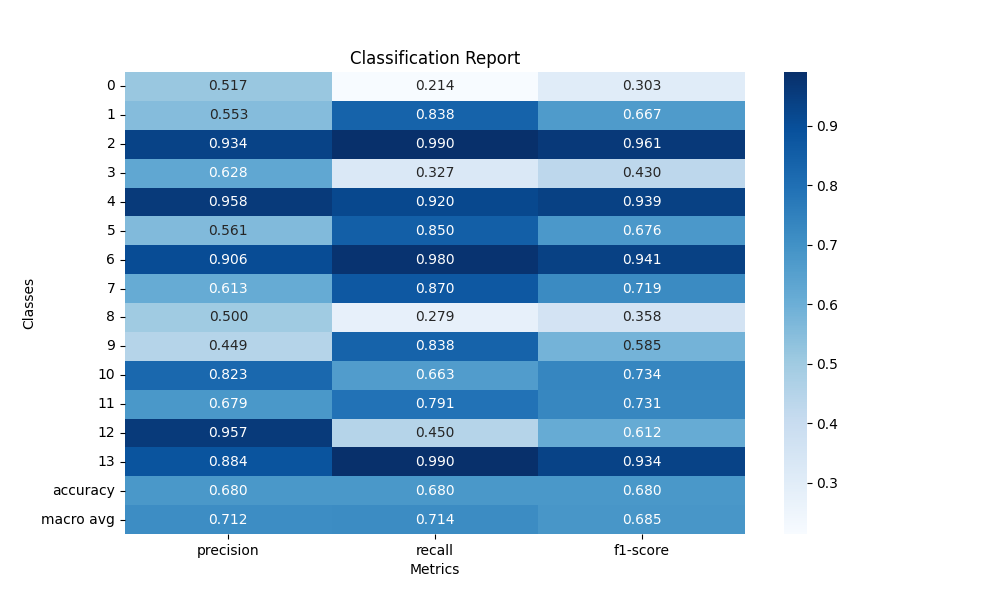 Classification Report
0 0.517 0.214 0.303
1 0.553 0.838 0.667
2 0.934 0.990 0.961
3 0.628 0.327 0.430
4 0.958 0.920 0.939
5 0.561 0.850 0.676
6 0.906 0.980 0.941
7 0.613 0.870 0.719
8 0.500 0.279 0.358
9 0.449 0.838 0.585
10 0.823 0.663 0.734
11 0.679 0.791 0.731
12 0.957 0.450 0.612
13 0.884 0.990 0.934
accuracy 0.680 0.680 0.680
macro avg 0.712 0.714 0.685
precision recall f1-score
Metrics
Classes
0.9
0.8
0.7
0.6
0.5
0.4
0.3